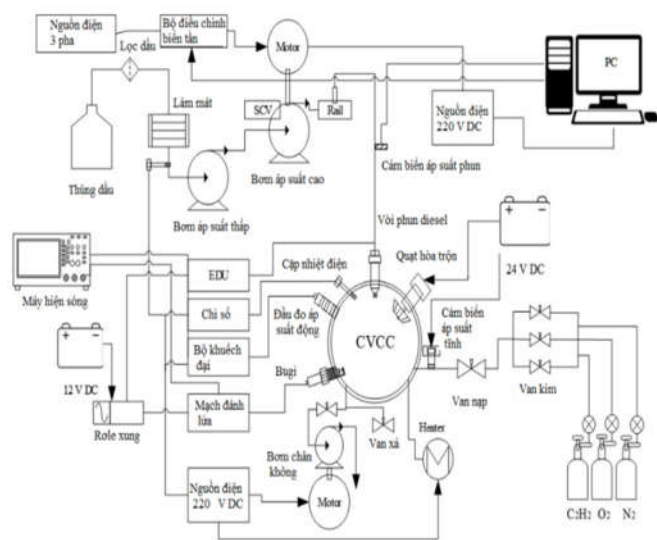 Nguồn điện
3 pha
Bộ điều chỉnh
biến tần
Lọc dầu
Motor
PC
Làm mát
SCV
Rail
Nguồn điện
220 V DC
Thùng dầu
Bơm áp suất cao
Cảm biến áp suất phun
Bơm áp suất thấp
Vòi phun diesel
Cặp nhiệt điện
Quạt hòa trộn
24 V DC
Máy hiện sóng
EDU
Chỉ số
Đầu đo áp
suất động
Cảm biến
áp suất
tĩnh
CVCC
Bộ khuếch
đại
Bugi
12 V DC
Mạch đánh
lửa
Rơle xung
Van nạp
Van kim
Van xả
Heater
Bơm chân
không
Nguồn điện
220 V DC
Motor
C₂H₂ O₂ N₂